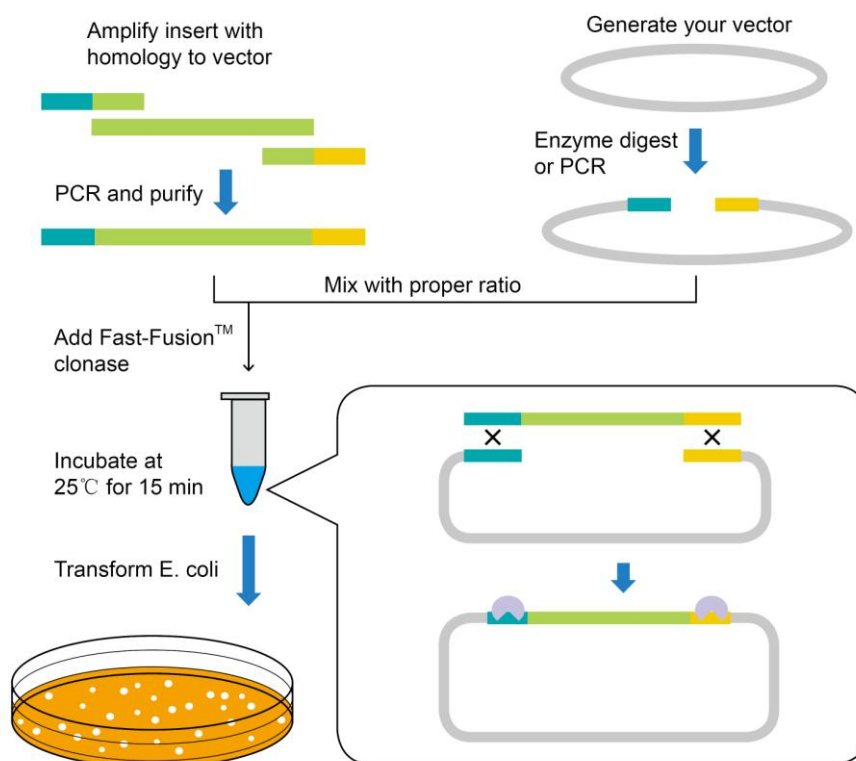 Amplify insert with
homology to vector
PCR and purify
Generate your vector
Enzyme digest
or PCR
Mix with proper ratio
Add Fast-Fusion™
clonase
Incubate at
25℃ for 15 min
Transform E. coli